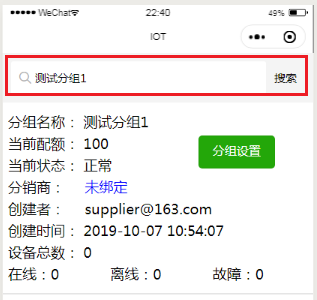 WeChat 22:40 49%
IOT
测试分组1 搜索
分组名称： 测试分组1
当前配额： 100
分组设置
当前状态： 正常
分销商： 未绑定
创建者： supplier@163.com
创建时间： 2019-10-07 10:54:07
设备总数： 0
在线：0 离线：0 故障：0